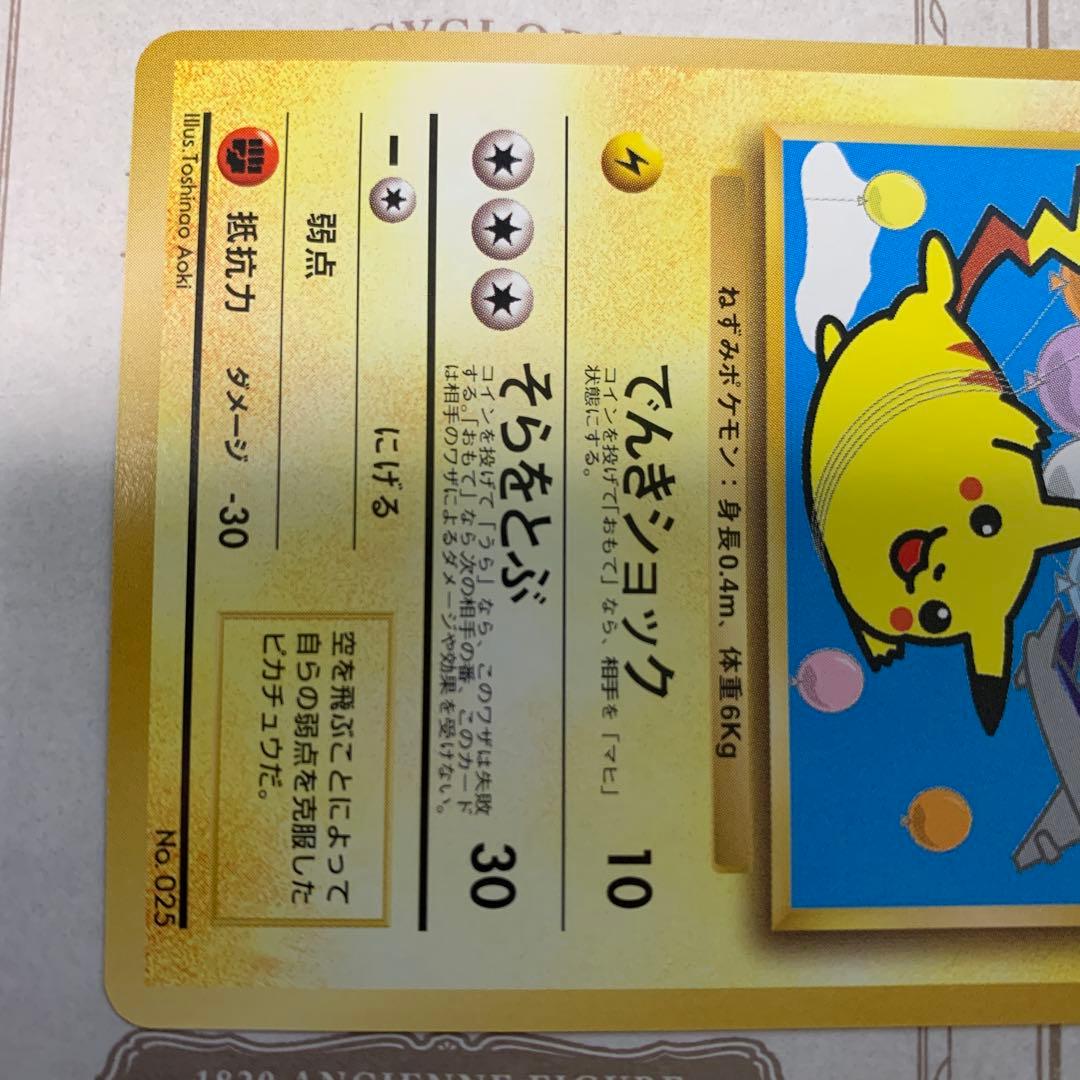 ねずみポケモン：身長0.4m、体重6Kg
でんきショック 10
コインを投げて「おもて」なら、相手を「マヒ」
状態にする。
そらをとぶ 30
コインを投げて「うら」なら、このワザは失敗
する。「おもて」なら次の相手の番、このカード
は相手のワザによるダメージや効果を受けない。
にげる
弱点
抵抗力 ダメージ -30
空を飛ぶことによって
自らの弱点を克服した
ピカチュウだ。
Illus.Toshinao Aoki
No. 025
1820 ANCIENNE FIGURE